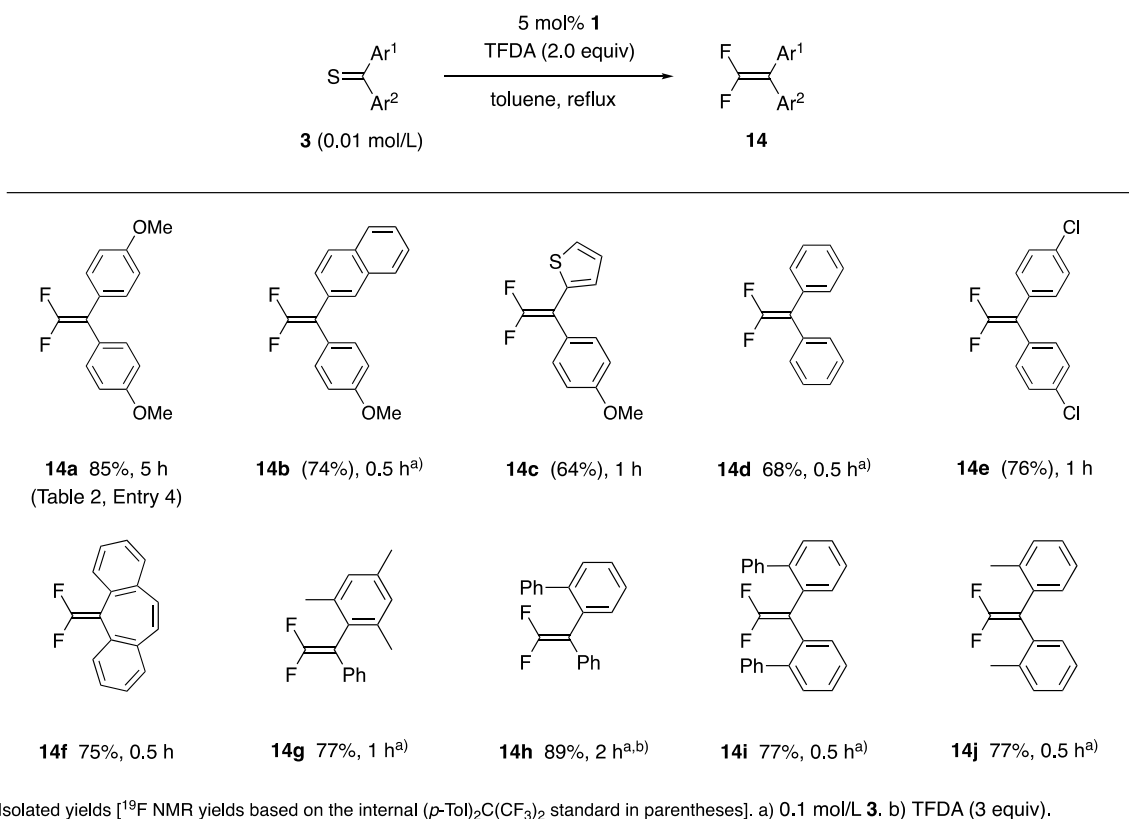 5 mol% 1
TFDA (2.0 equiv)
toluene, reflux
S
Ar1
Ar2
3 (0.01 mol/L)
F
F
Ar1
Ar2
14
OMe
F
F
OMe
F
F
OMe
S
F
F
OMe
F
F
Cl
F
F
Cl
14a 85%, 5 h
(Table 2, Entry 4)
14b (74%), 0.5 ha)
14c (64%), 1 h
14d 68%, 0.5 ha)
14e (76%), 1 h
F
F
F
F
Ph
Ph
F
F
Ph
Ph
F
F
Ph
F
F
14f 75%, 0.5 h
14g 77%, 1 ha)
14h 89%, 2 ha,b)
14i 77%, 0.5 ha)
14j 77%, 0.5 ha)
Isolated yields [19F NMR yields based on the internal (p-Tol)2C(CF3)2 standard in parentheses]. a) 0.1 mol/L 3. b) TFDA (3 equiv).